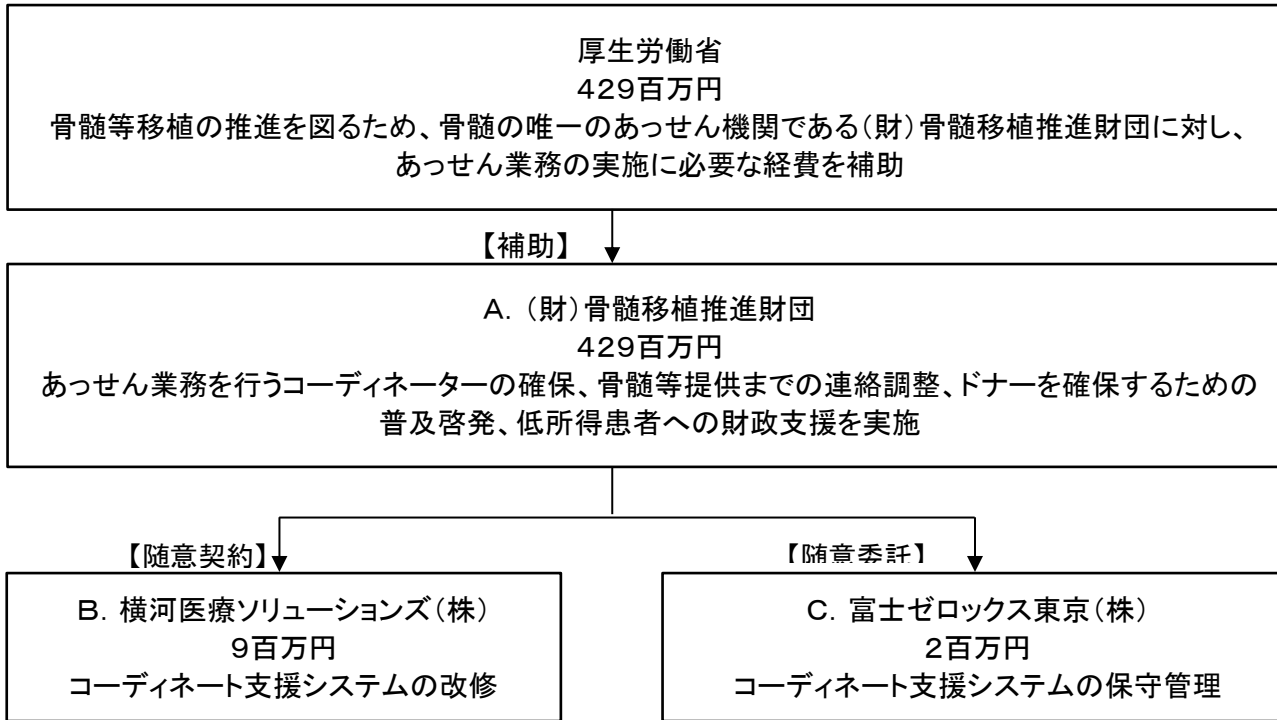 厚生労働省
429百万円
骨髄等移植の推進を図るため、骨髄の唯一のあっせん機関である(財)骨髄移植推進財団に対し、
あっせん業務の実施に必要な経費を補助
【補助】
A．(財)骨髄移植推進財団
429百万円
あっせん業務を行うコーディネーターの確保、骨髄等提供までの連絡調整、ドナーを確保するための
普及啓発、低所得患者への財政支援を実施
【随意契約】
【随意委託】
B．横河医療ソリューションズ(株)
9百万円
コーディネート支援システムの改修
C．富士ゼロックス東京(株)
2百万円
コーディネート支援システムの保守管理